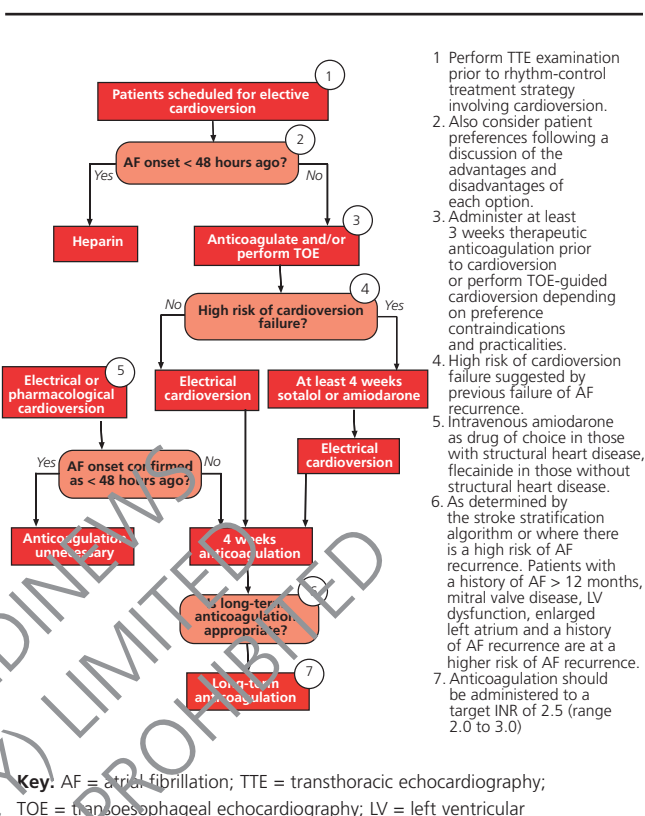 1
Patients scheduled for elective
cardioversion
2
AF onset < 48 hours ago?
Yes
No
Heparin
3
Anticoagulate and/or
perform TOE
4
High risk of cardioversion
failure?
No
Yes
Electrical
cardioversion
At least 4 weeks
sotalol or amiodarone
Electrical
cardioversion
5
Electrical or
pharmacological
cardioversion
AF onset confirmed
as < 48 hours ago?
Yes
No
Anticoagulation
unnecessary
4 weeks
anticoagulation
6
Is long-term
anticoagulation
appropriate?
7
Long-term
anticoagulation
1 Perform TTE examination
prior to rhythm-control
treatment strategy
involving cardioversion.
2. Also consider patient
preferences following a
discussion of the
advantages and
disadvantages of
each option.
3. Administer at least
3 weeks therapeutic
anticoagulation prior
to cardioversion
or perform TOE-guided
cardioversion depending
on preference
contraindications
and practicalities.
4. High risk of cardioversion
failure suggested by
previous failure of AF
recurrence.
5. Intravenous amiodarone
as drug of choice in those
with structural heart disease,
flecainide in those without
structural heart disease.
6. As determined by
the stroke stratification
algorithm or where there
is a high risk of AF
recurrence. Patients with
a history of AF > 12 months,
mitral valve disease, LV
dysfunction, enlarged
left atrium and a history
of AF recurrence are at a
higher risk of AF recurrence.
7. Anticoagulation should
be administered to a
target INR of 2.5 (range
2.0 to 3.0)
Key: AF = atrial fibrillation; TTE = transthoracic echocardiography;
TOE = transoesophageal echocardiography; LV = left ventricular
DINEWS
Y) LIMITED
PROHIBITED